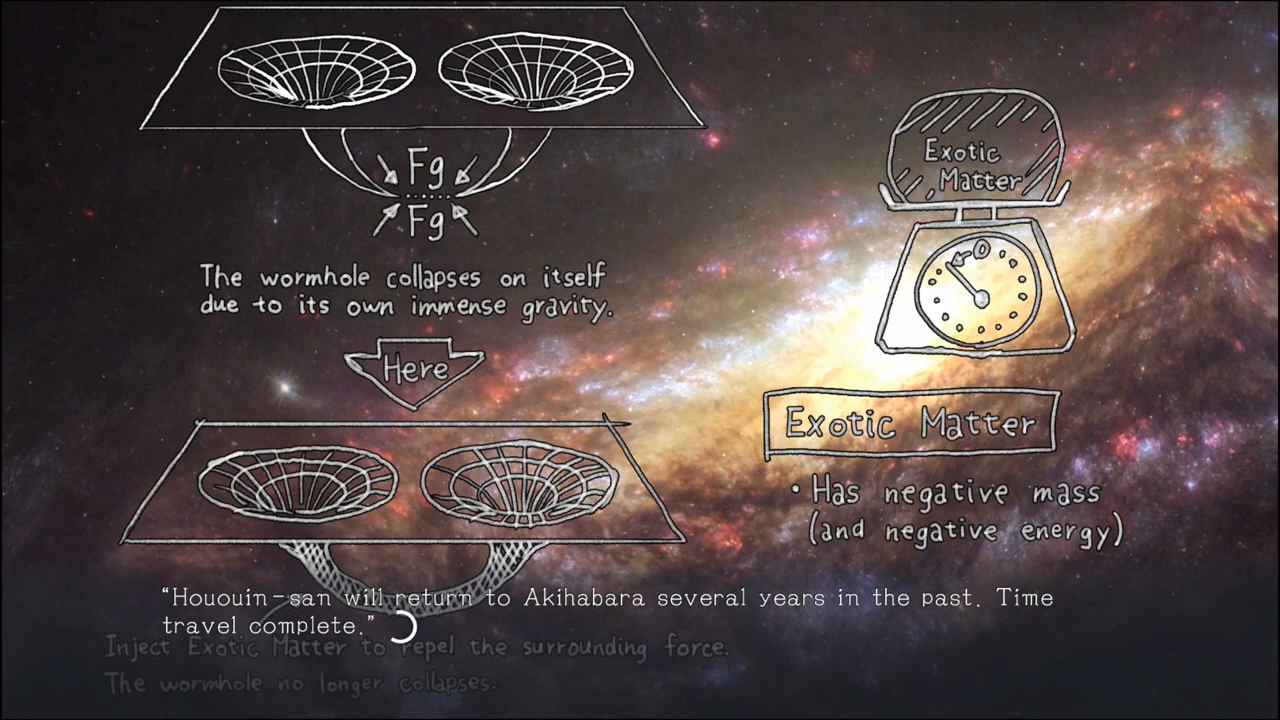 Fg
Fg
The wormhole collapses on itself
due to its own immense gravity.
Here
Exotic
Matter
0
Exotic Matter
• Has negative mass
(and negative energy)
“Hououin-san will return to Akihabara several years in the past. Time
travel complete.”
Inject Exotic Matter to repel the surrounding force.
The wormhole no longer collapses.